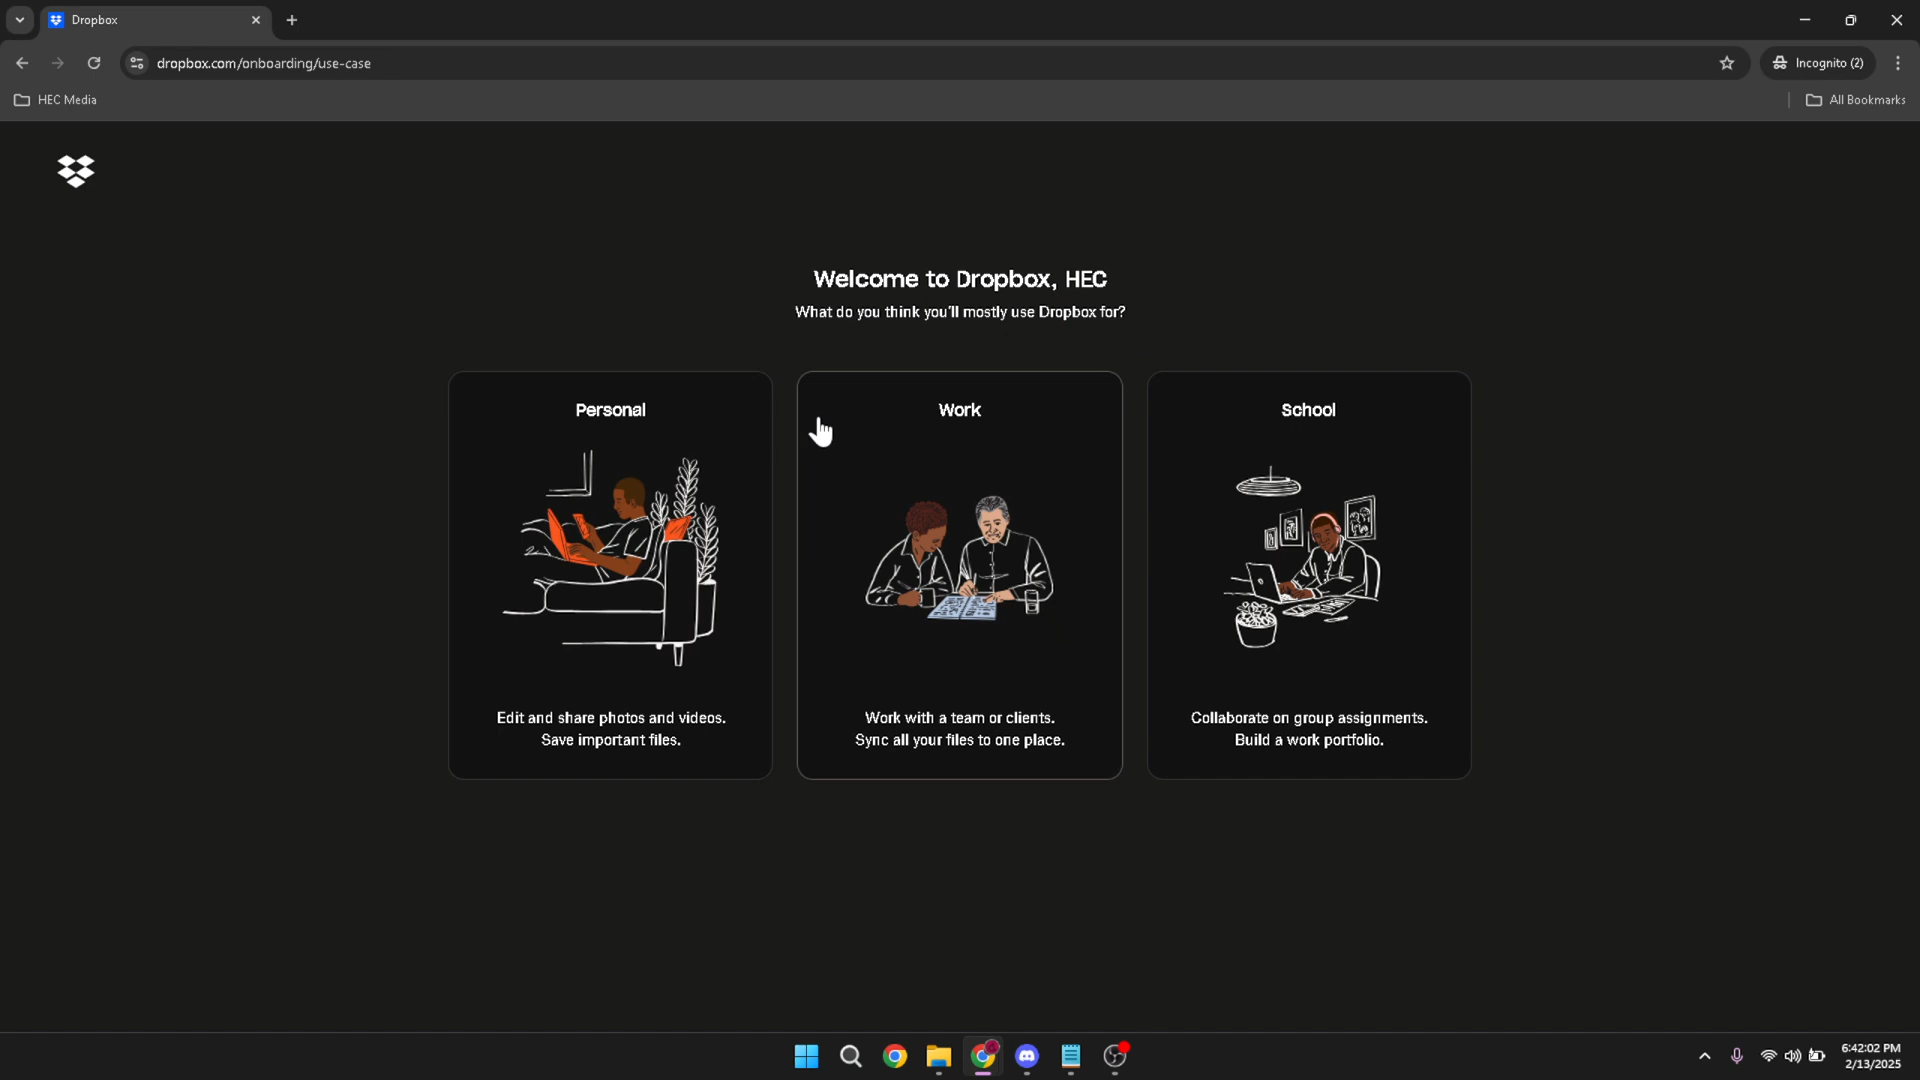 Dropbox
dropbox.com/onboarding/use-case
Incognito (2)
HEC Media
All Bookmarks
Welcome to Dropbox, HEC
What do you think you'll mostly use Dropbox for?
Personal
Edit and share photos and videos.
Save important files.
Work
Work with a team or clients.
Sync all your files to one place.
School
Collaborate on group assignments.
Build a work portfolio.
6:42:02 PM
2/13/2025